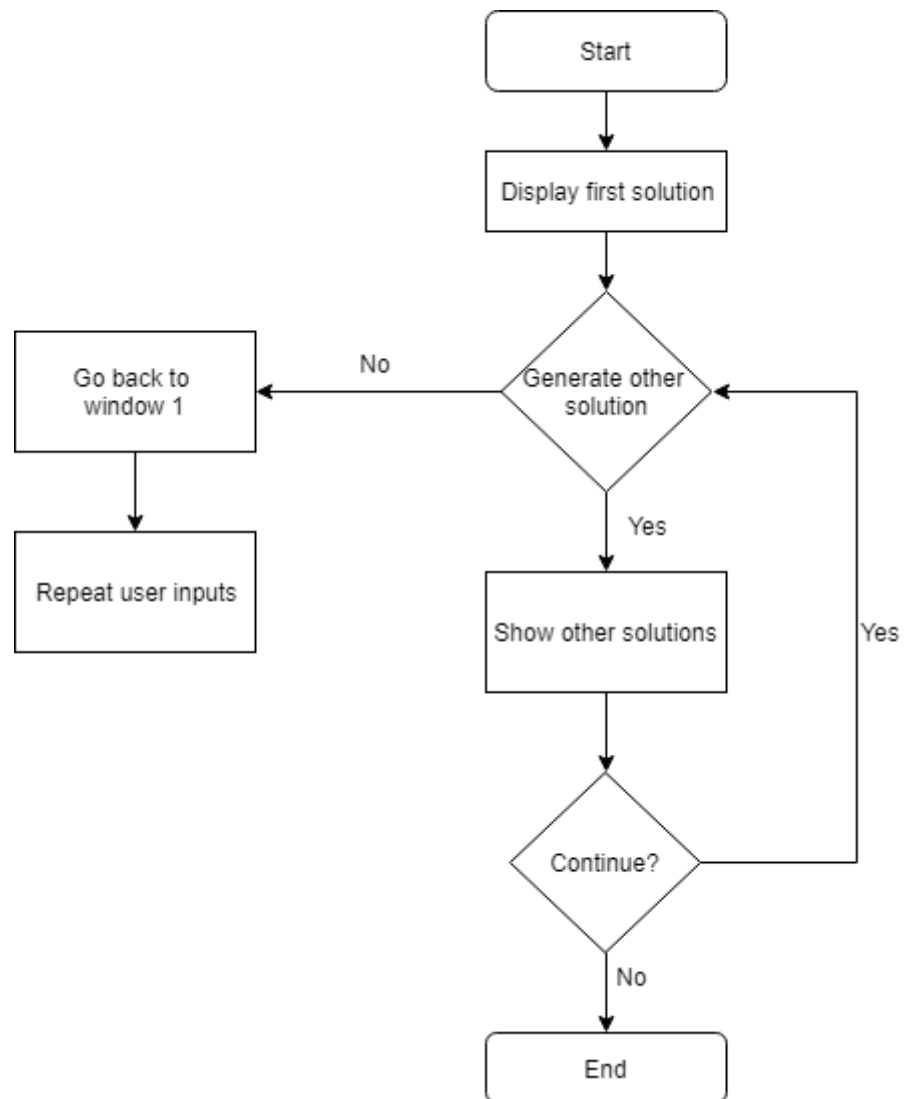 Start
Display first solution
No
Go back to
window 1
Generate other
solution
Yes
Repeat user inputs
Show other solutions
Yes
Continue?
No
End